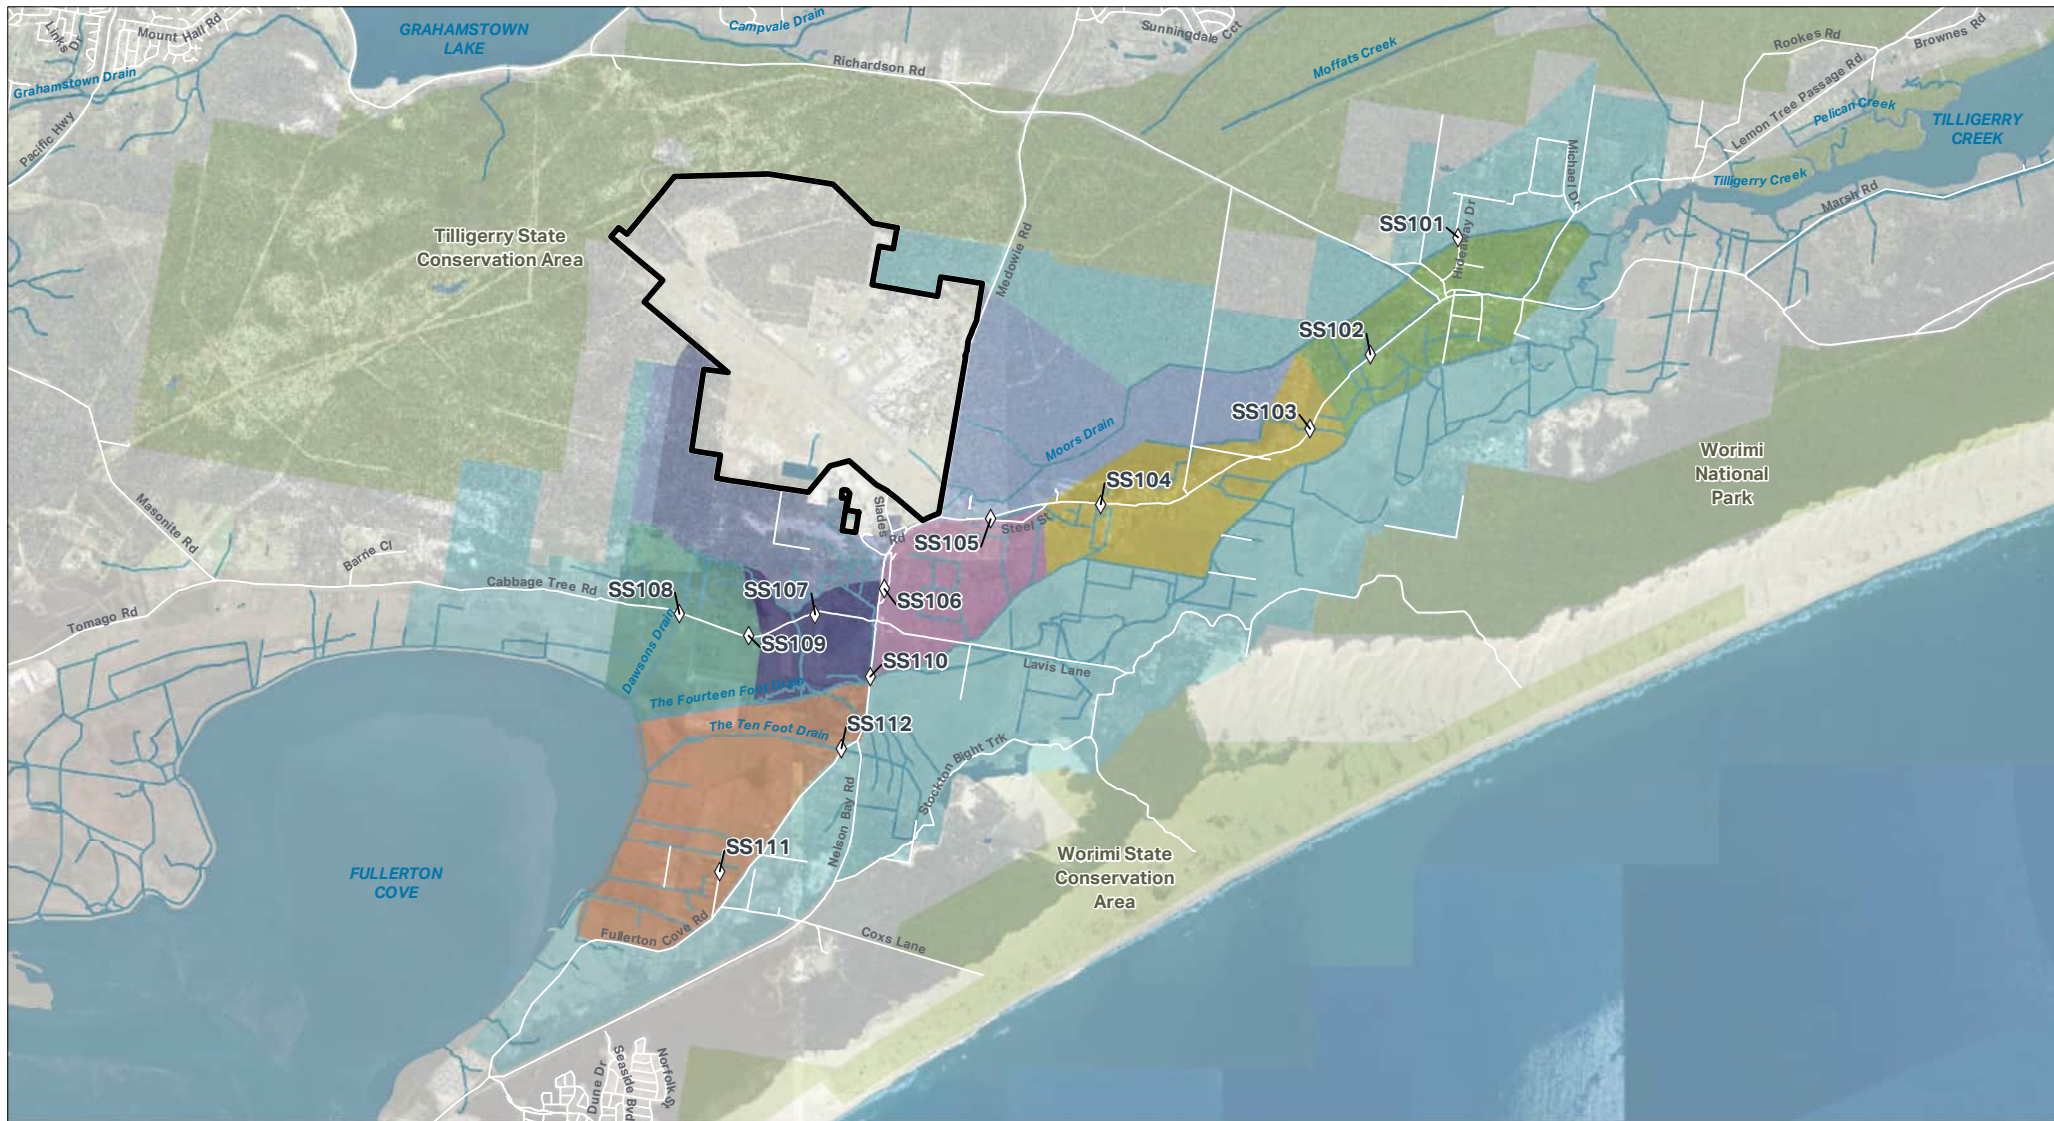 Links Dr
Mount Hall Rd
GRAHAMSTOWN
LAKE
Campvale Drain
Sunningdale Cct
Rookes Rd
Brownes Rd
Richardson Rd
Moffats Creek
Grahamstown Drain
Lemon Tree Passage Rd
Pelican Creek
TILLIGERRY
CREEK
Pacific Hwy
Michael Dr
Tilligerry Creek
Marsh Rd
Tilligerry State
Conservation Area
Medowie Rd
SS101
Hideaway Dr
SS102
SS103
Moors Drain
Worimi
National
Park
SS104
Masonite Rd
Slades
Rd
Steel St
SS105
Barrie Cl
Cabbage Tree Rd
SS108
SS107
SS106
Tomago Rd
SS109
Dawsons Drain
SS110
Lavis Lane
The Fourteen Foot Drain
The Ten Foot Drain
SS112
Stockton Bight Trk
Nelson Bay Rd
SS111
Worimi State
Conservation
Area
FULLERTON
COVE
Fullerton Cove Rd
Coxs Lane
Dune Dr
Seaside Bvd
Norfolk St